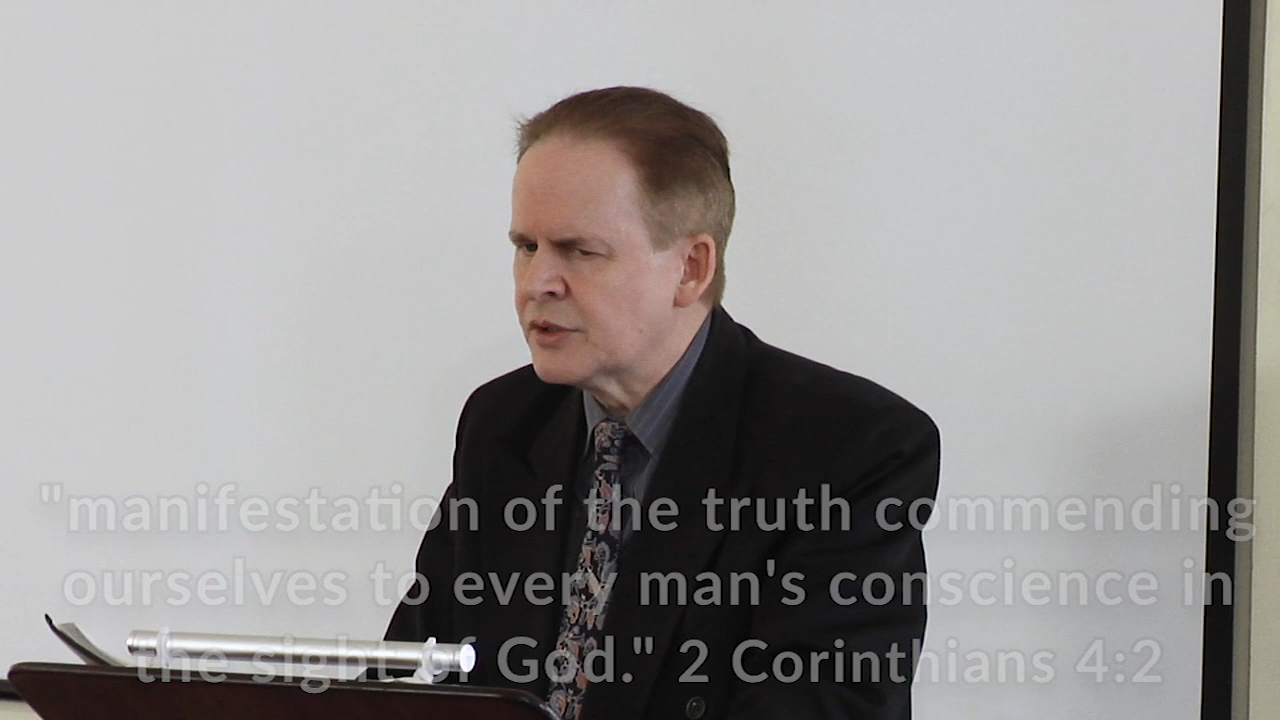 "manifestation of the truth commending
ourselves to every man's conscience in
the sight of God." 2 Corinthians 4:2